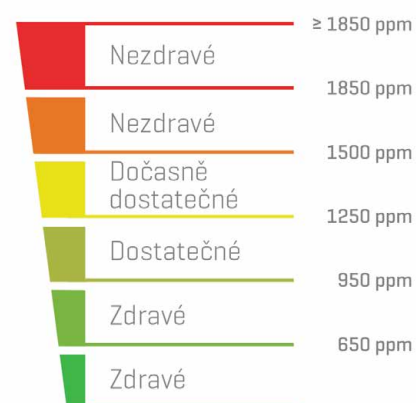 ≥ 1850 ppm
Nezdravé
1850 ppm
Nezdravé
1500 ppm
Dočasně
dostatečné
1250 ppm
Dostatečné
950 ppm
Zdravé
650 ppm
Zdravé